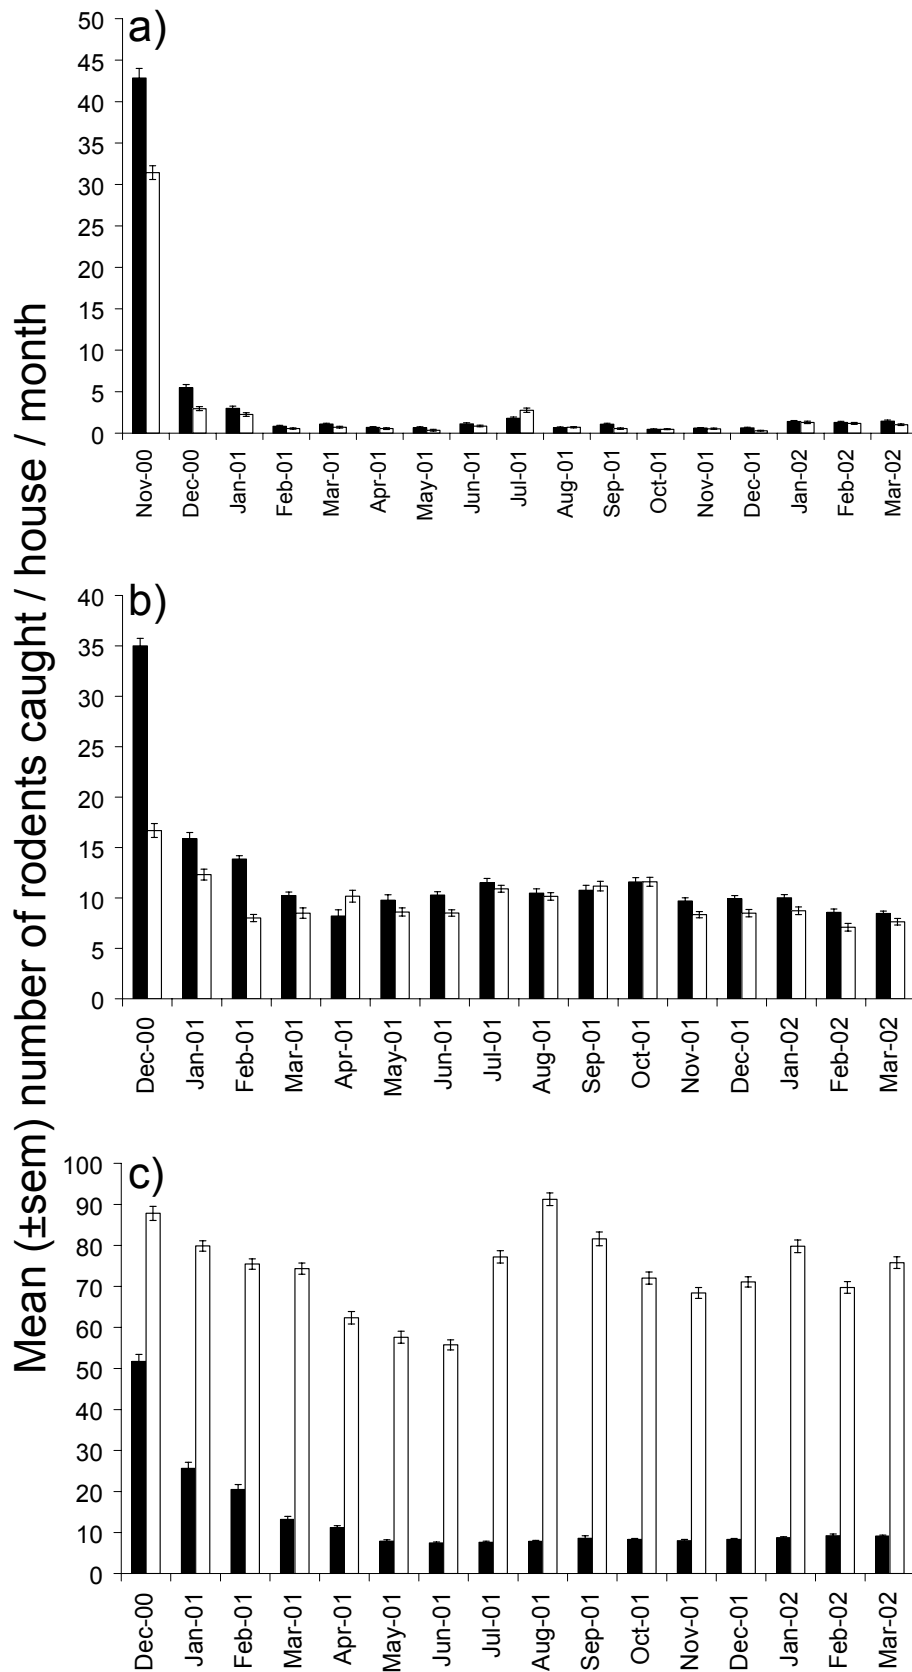 Mean (±sem) number of rodents caught / house / month
a)
50
45
40
35
30
25
20
15
10
5
0
Nov-00
Dec-00
Jan-01
Feb-01
Mar-01
Apr-01
May-01
Jun-01
Jul-01
Aug-01
Sep-01
Oct-01
Nov-01
Dec-01
Jan-02
Feb-02
Mar-02
b)
40
35
30
25
20
15
10
5
0
Dec-00
Jan-01
Feb-01
Mar-01
Apr-01
May-01
Jun-01
Jul-01
Aug-01
Sep-01
Oct-01
Nov-01
Dec-01
Jan-02
Feb-02
Mar-02
c)
100
90
80
70
60
50
40
30
20
10
0
Dec-00
Jan-01
Feb-01
Mar-01
Apr-01
May-01
Jun-01
Jul-01
Aug-01
Sep-01
Oct-01
Nov-01
Dec-01
Jan-02
Feb-02
Mar-02